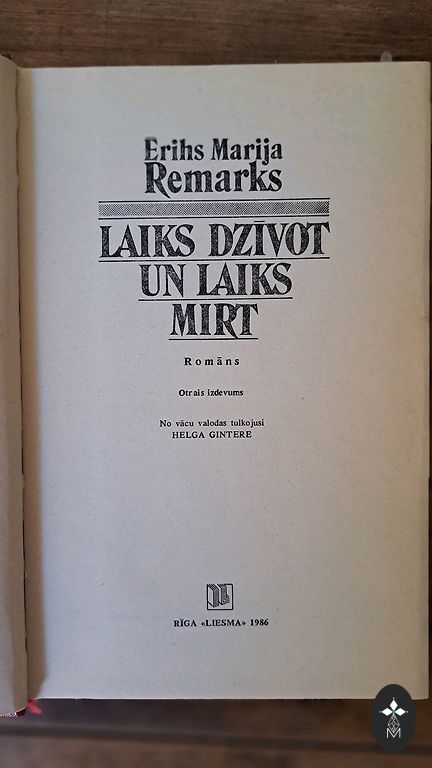 Erihs Marija
Remarks
LAIKS DZĪVOT
UN LAIKS
MIRT
Romāns
Otrais izdevums
No vācu valodas tulkojusi
HELGA GINTERE
RĪGA «LIESMA» 1986
M